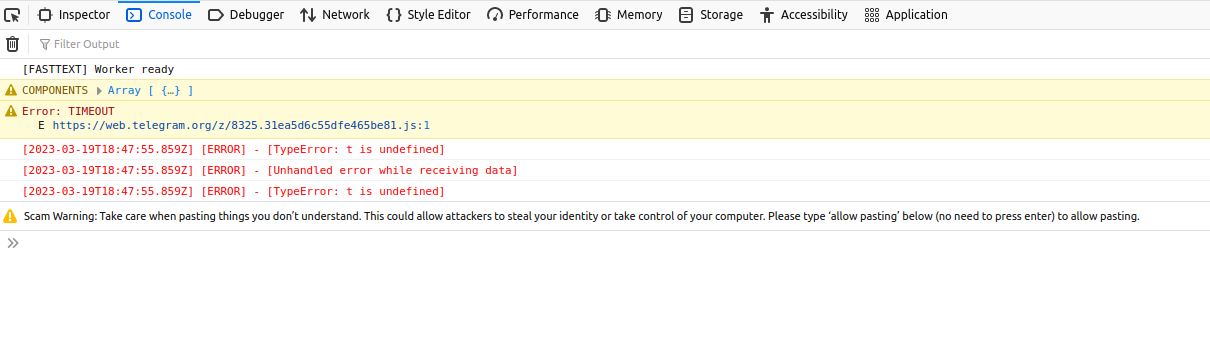 Inspector Console Debugger Network Style Editor Performance Memory Storage Accessibility Application
Filter Output
[FASTTEXT] Worker ready
COMPONENTS Array [ {…} ]
Error: TIMEOUT
E https://web.telegram.org/z/8325.31ea5d6c55dfe465be81.js:1
[2023-03-19T18:47:55.859Z] [ERROR] - [TypeError: t is undefined]
[2023-03-19T18:47:55.859Z] [ERROR] - [Unhandled error while receiving data]
[2023-03-19T18:47:55.859Z] [ERROR] - [TypeError: t is undefined]
Scam Warning: Take care when pasting things you don’t understand. This could allow attackers to steal your identity or take control of your computer. Please type ‘allow pasting’ below (no need to press enter) to allow pasting.